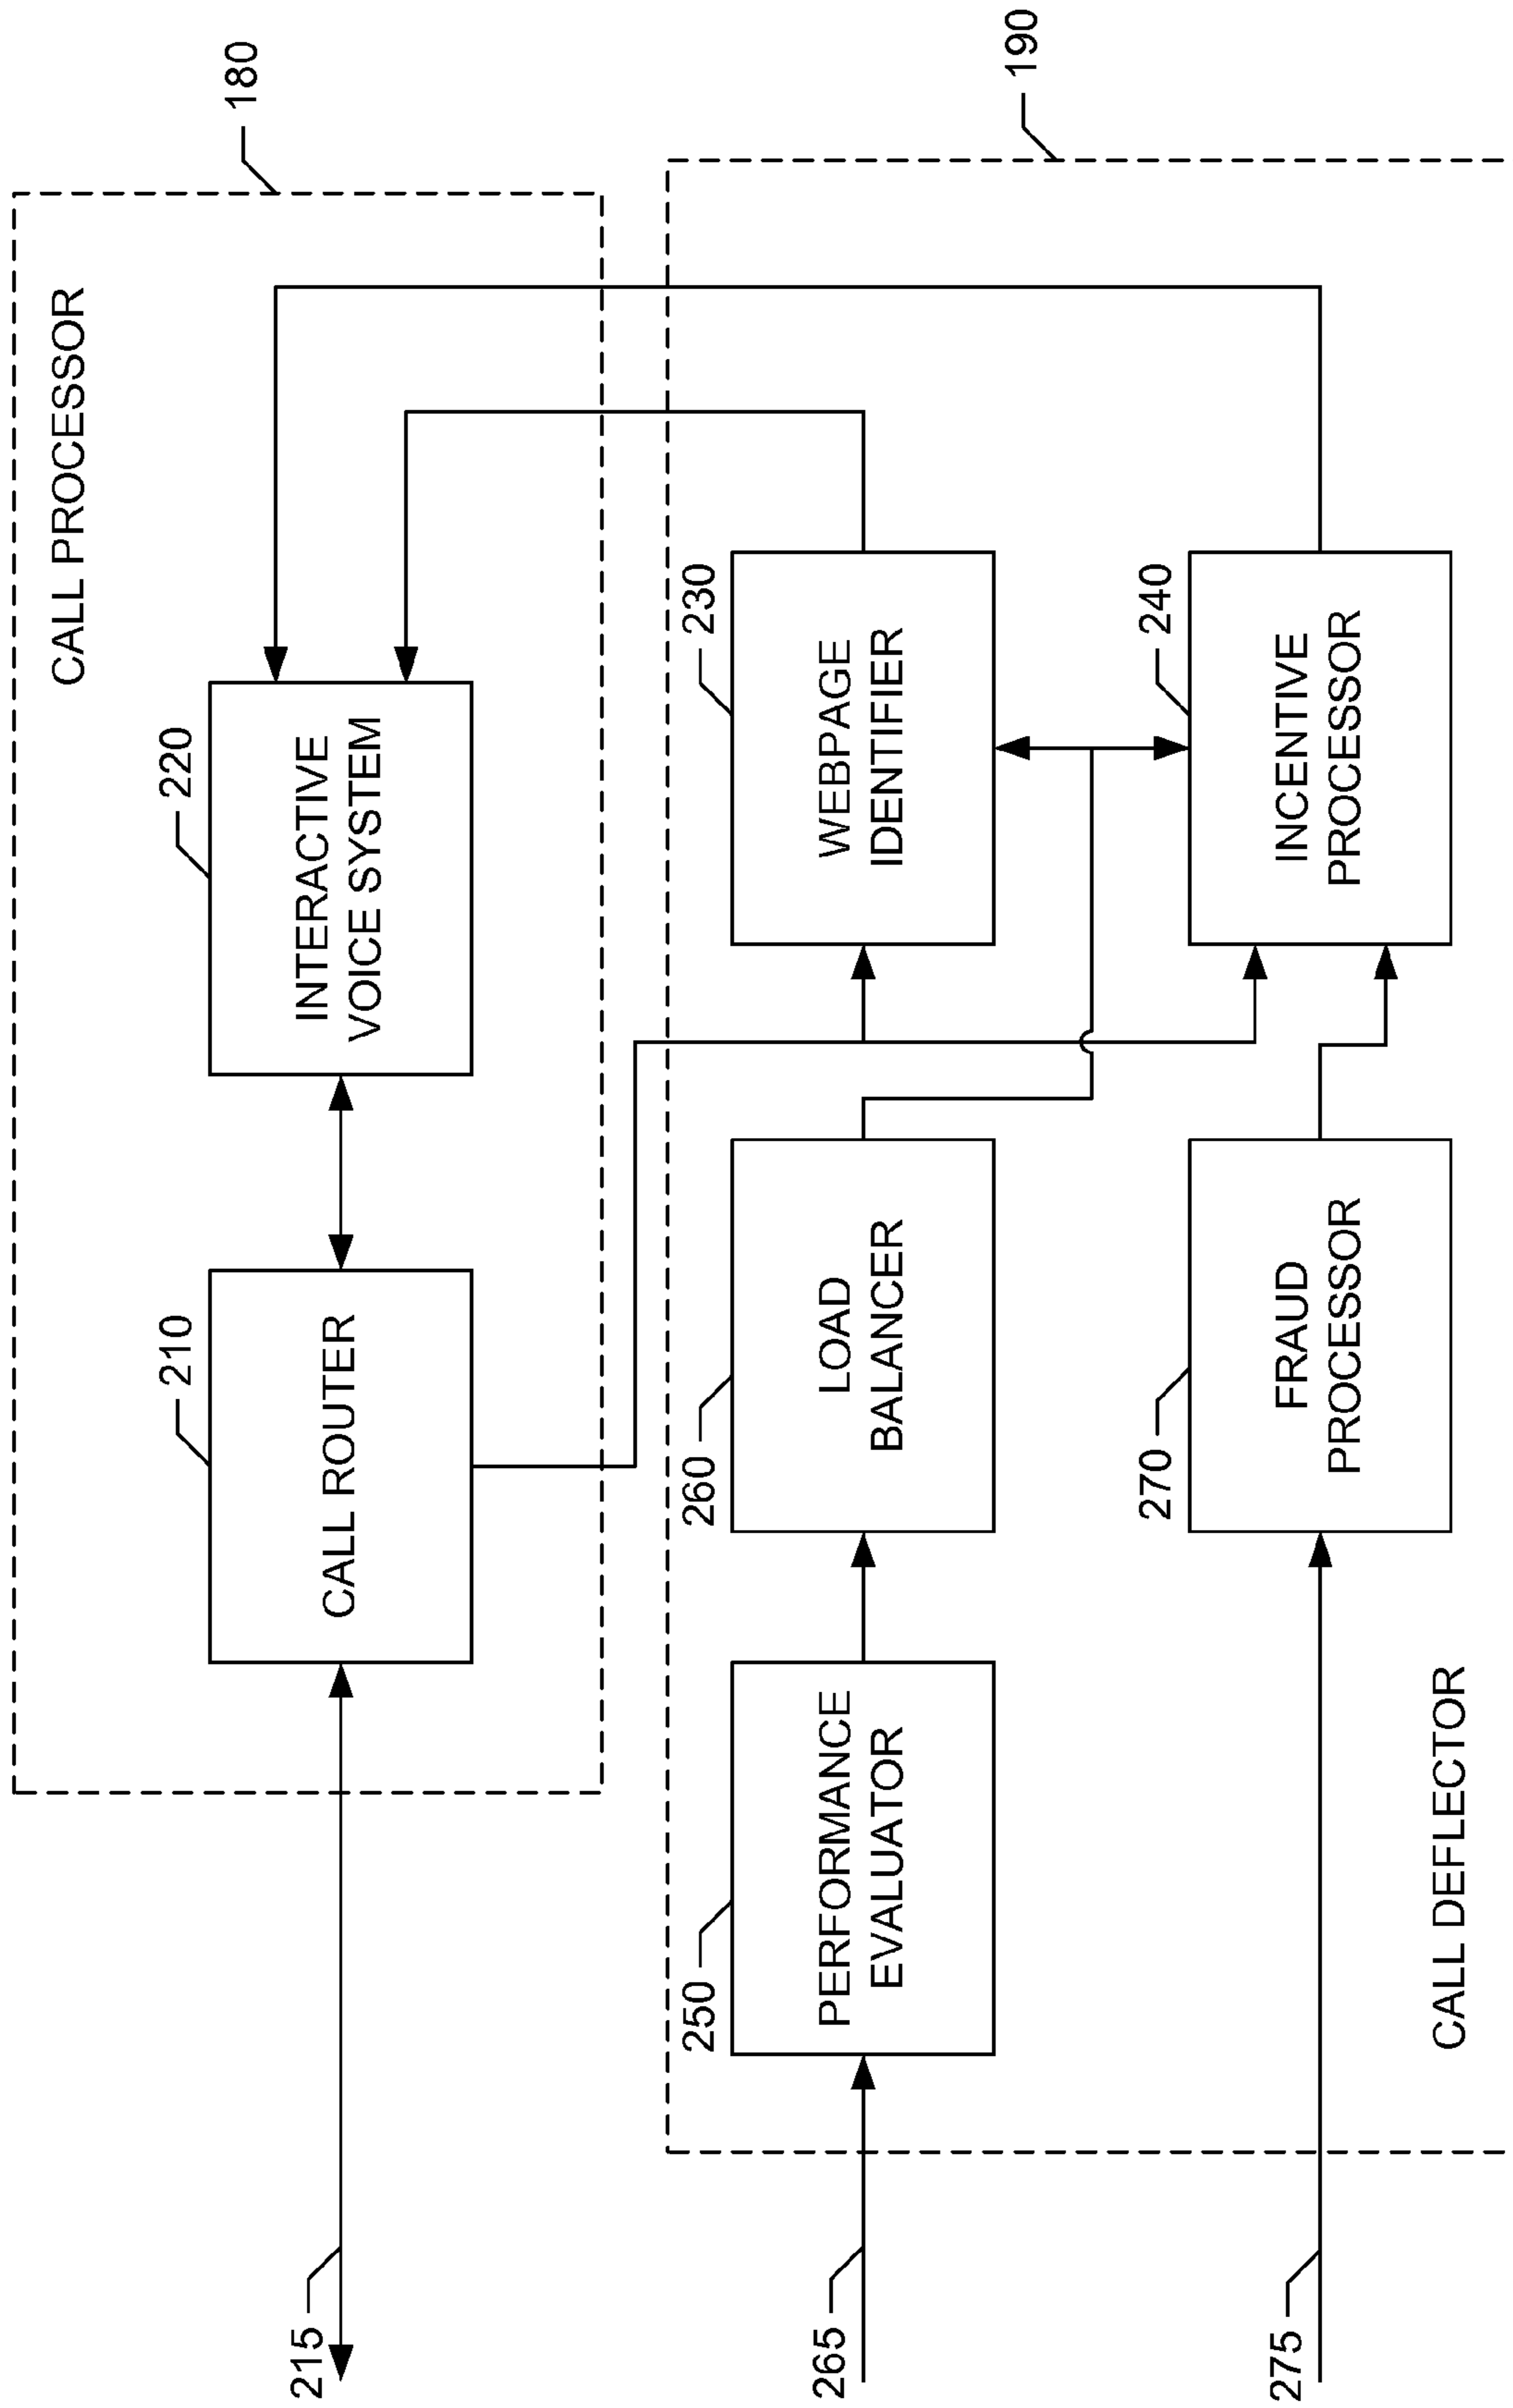 CALL PROCESSOR
180
215
210
CALL ROUTER
220
INTERACTIVE
VOICE SYSTEM
190
265
250
PERFORMANCE
EVALUATOR
260
LOAD
BALANCER
230
WEBPAGE
IDENTIFIER
275
270
FRAUD
PROCESSOR
240
INCENTIVE
PROCESSOR
CALL DEFLECTOR